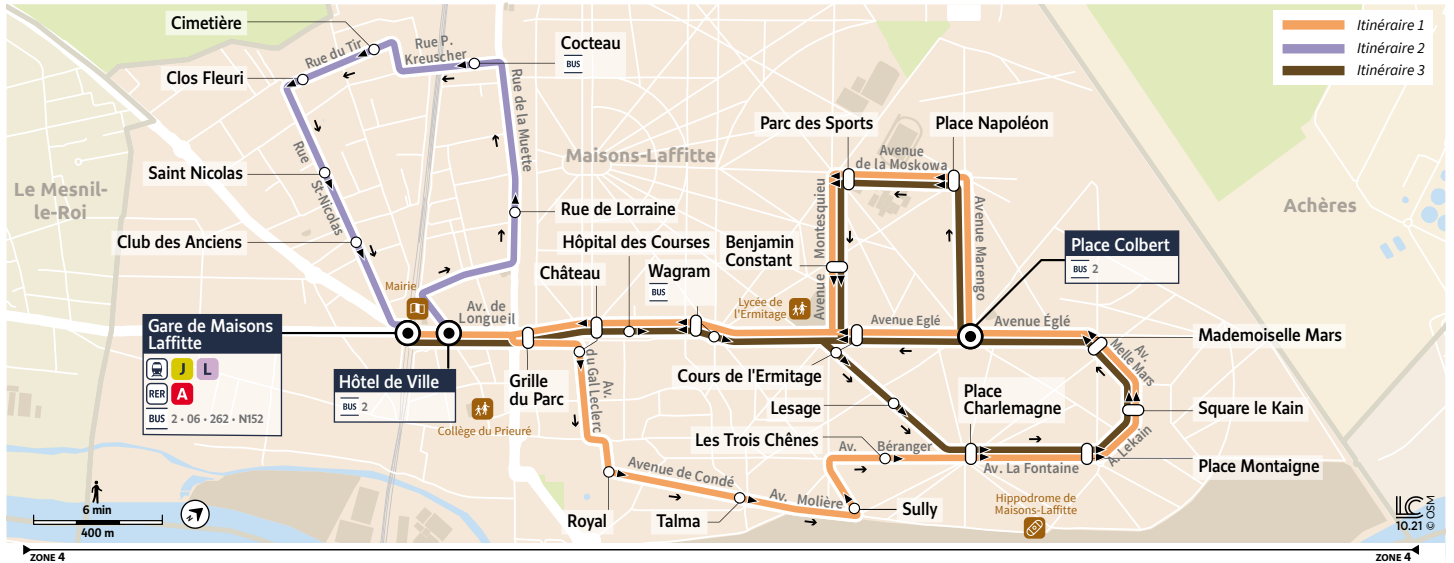 Cimetière
Rue du Tir
Rue P.
Kreuscher
Cocteau
BUS
Clos Fleuri
Rue de la Muette
Itinéraire 1
Itinéraire 2
Itinéraire 3
Parc des Sports
Place Napoléon
Avenue
de la Moskowa
Maisons-Laffitte
Saint Nicolas
Rue
St-Nicolas
Le Mesnil-
le-Roi
Achères
Rue de Lorraine
Club des Anciens
Hôpital des Courses
Château
Wagram
BUS
Benjamin
Constant
Avenue Montesquieu
Avenue Marengo
Place Colbert
BUS 2
Mairie
Av. de
Longueil
Lycée de
l'Ermitage
Avenue Eglé
Avenue Églé
Mademoiselle Mars
Gare de Maisons
Laffitte
J L
RER A
BUS 2 • 06 • 262 • N152
Hôtel de Ville
BUS 2
Grille
du Parc
Av.
du Gal Leclerc
Cours de l'Ermitage
Av.
Melle Mars
Lesage
Place
Charlemagne
Square le Kain
Collège du Prieuré
Les Trois Chênes
Av. Béranger
Av. La Fontaine
A. Lekain
Place Montaigne
Avenue de Condé
Av. Molière
Royal
Talma
Sully
Hippodrome de
Maisons-Laffitte
6 min
400 m
LC
10.21
© OSM
ZONE 4
ZONE 4